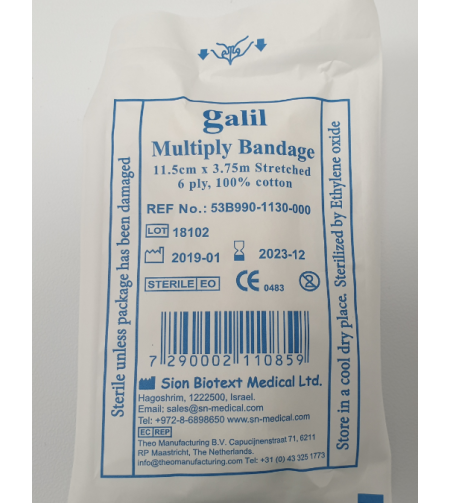 galil
Multiply Bandage
11.5cm x 3.75m Stretched
6 ply, 100% cotton
REF No.: 53B990-1130-000
LOT 18102
2019-01 2023-12
STERILE EO CE 0483 2
7 290002 110859
Sion Biotext Medical Ltd.
Hagoshrim, 1222500, Israel.
Email: sales@sn-medical.com
Tel: +972-8-6898650 www.sn-medical.com
EC REP
Theo Manufacturing B.V. Capucijnenstraat 71, 6211
RP Maastricht, The Netherlands.
info@theomanufacturing.com Tel: +31 (0) 43 325 1773
Sterile unless package has been damaged
Store in a cool dry place. Sterilized by Ethylene oxide